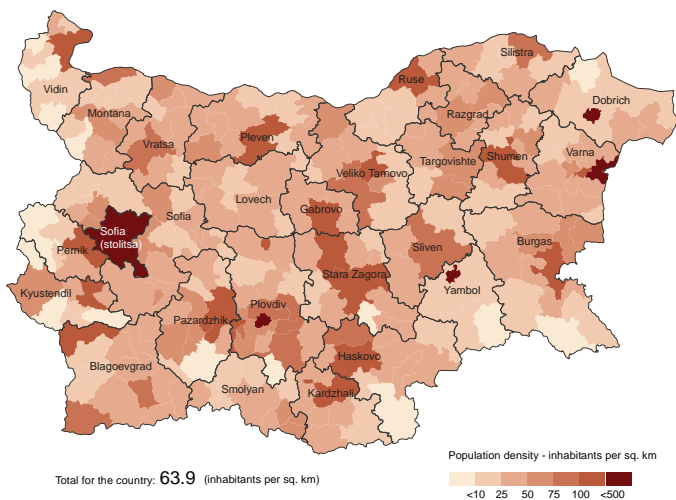 Silistra
Ruse
Vidin
Dobrich
Montana
Razgrad
Pleven
Vratsa
Varna
Shumen
Targovishte
Veliko Tarnovo
Lovech
Gabrovo
Sofia
Sofia
(stolitsa)
Burgas
Pernik
Sliven
Stara Zagora
Yambol
Kyustendil
Plovdiv
Pazardzhik
Haskovo
Blagoevgrad
Smolyan
Kardzhali
Population density - inhabitants per sq. km
Total for the country: 63.9 (inhabitants per sq. km)
<10 25 50 75 100 <500